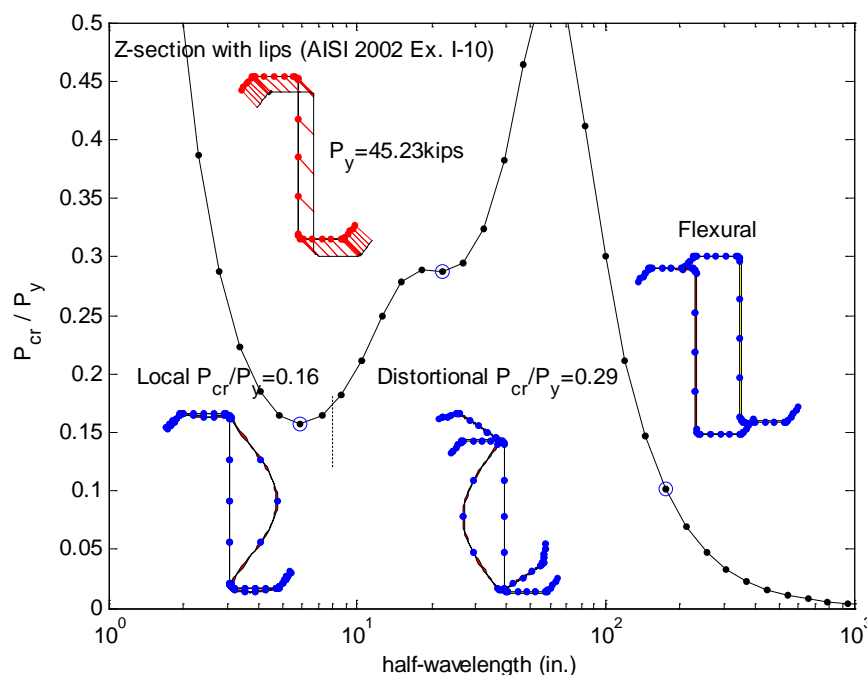 Z-section with lips (AISI 2002 Ex. I-10)
P_y=45.23kips
Flexural
Local P_cr/P_y=0.16
Distortional P_cr/P_y=0.29
P_cr / P_y
0.5
0.45
0.4
0.35
0.3
0.25
0.2
0.15
0.1
0.05
0
10^0
10^1
10^2
10^3
half-wavelength (in.)